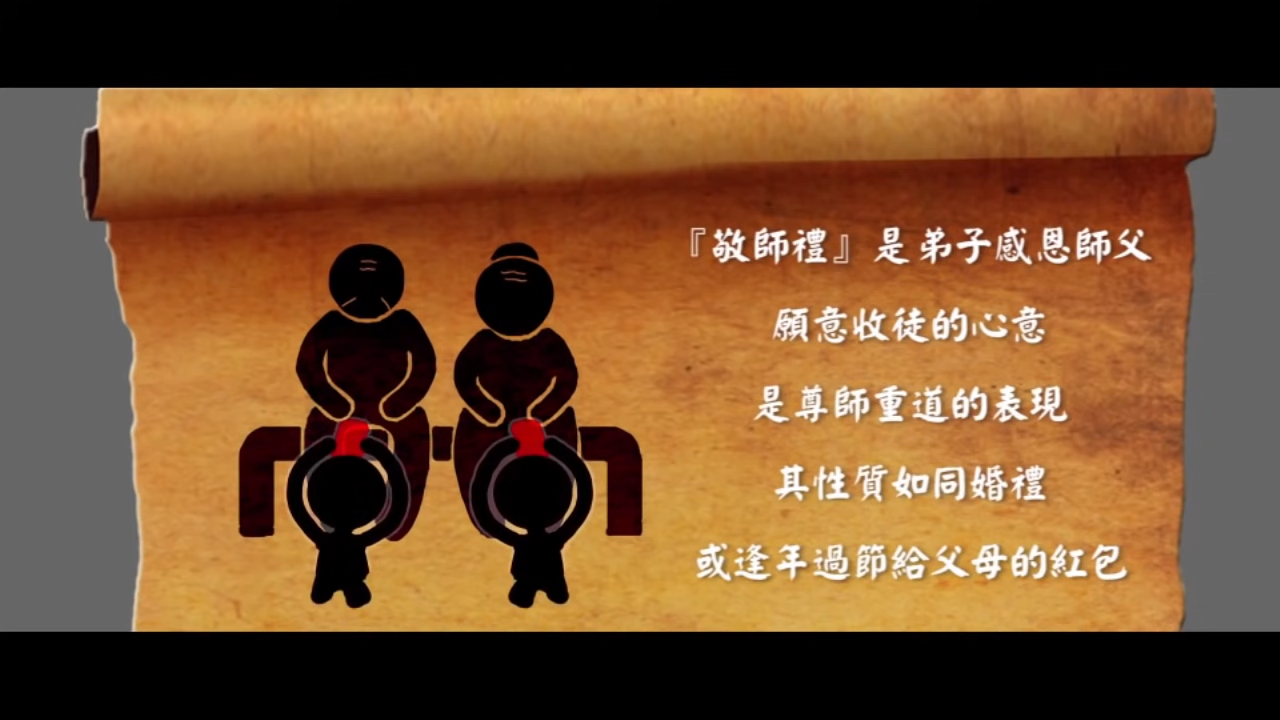 『敬師禮』是弟子感恩師父
願意收徒的心意
是尊師重道的表現
其性質如同婚禮
或逢年過節給父母的紅包